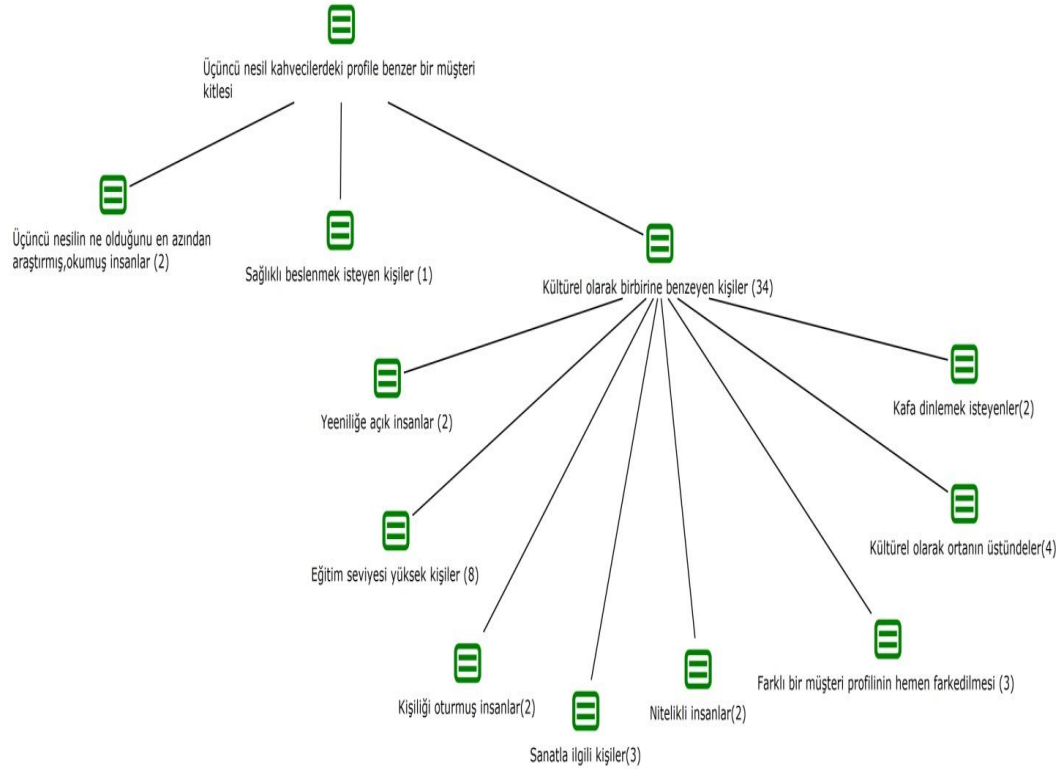 Üçüncü nesil kahvecilerdeki profile benzer bir müşteri
kitlesi
Üçüncü nesilin ne olduğunu en azından
araştırmış,okumuş insanlar (2)
Sağlıklı beslenmek isteyen kişiler (1)
Kültürel olarak birbirine benzeyen kişiler (34)
Yeeniliğe açık insanlar (2)
Kafa dinlemek isteyenler(2)
Eğitim seviyesi yüksek kişiler (8)
Kültürel olarak ortanın üstündeler(4)
Kişiliği oturmuş insanlar(2)
Sanatla ilgili kişiler(3)
Nitelikli insanlar(2)
Farklı bir müşteri profilinin hemen farkedilmesi (3)